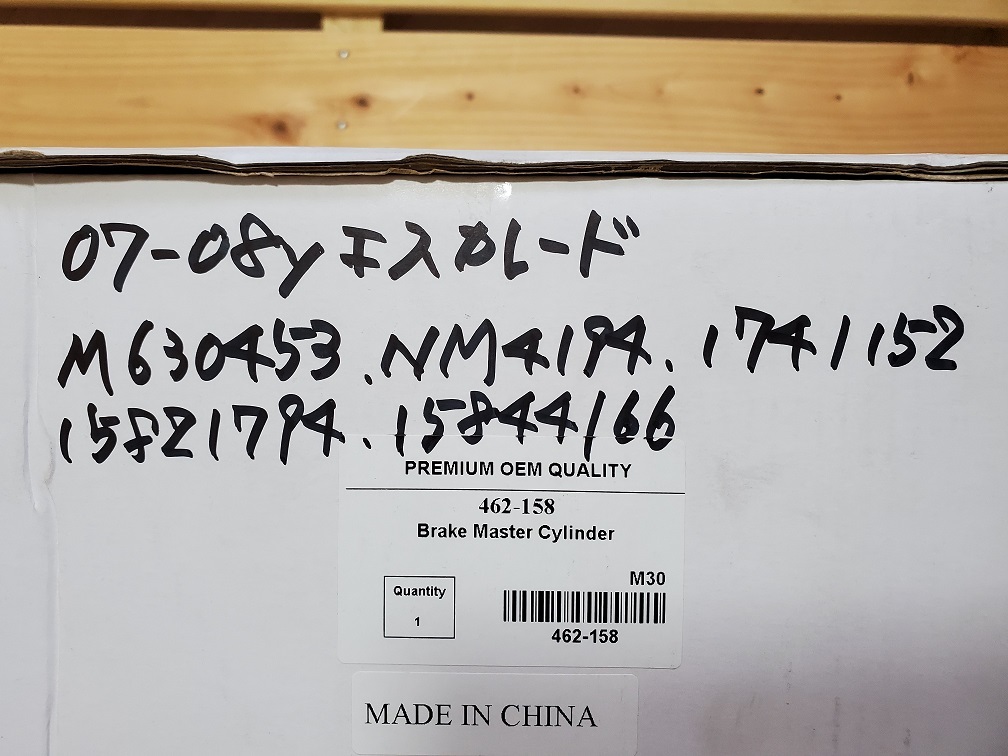 07-08y エスカレード
M630453.NM4194.1741152
15821794.15844166
PREMIUM OEM QUALITY
462-158
Brake Master Cylinder
M30
Quantity
1
462-158
MADE IN CHINA